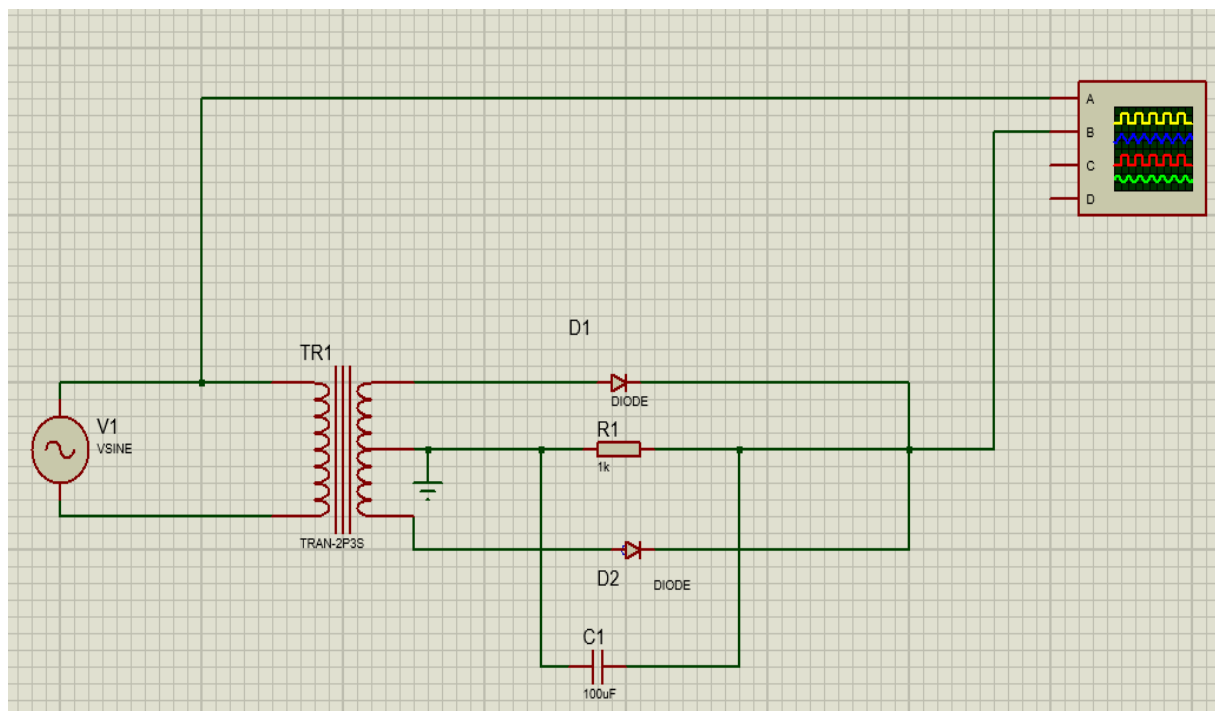 A
B
C
D
D1
TR1
DIODE
V1
R1
VSINE
1k
TRAN-2P3S
D2
DIODE
C1
100uF